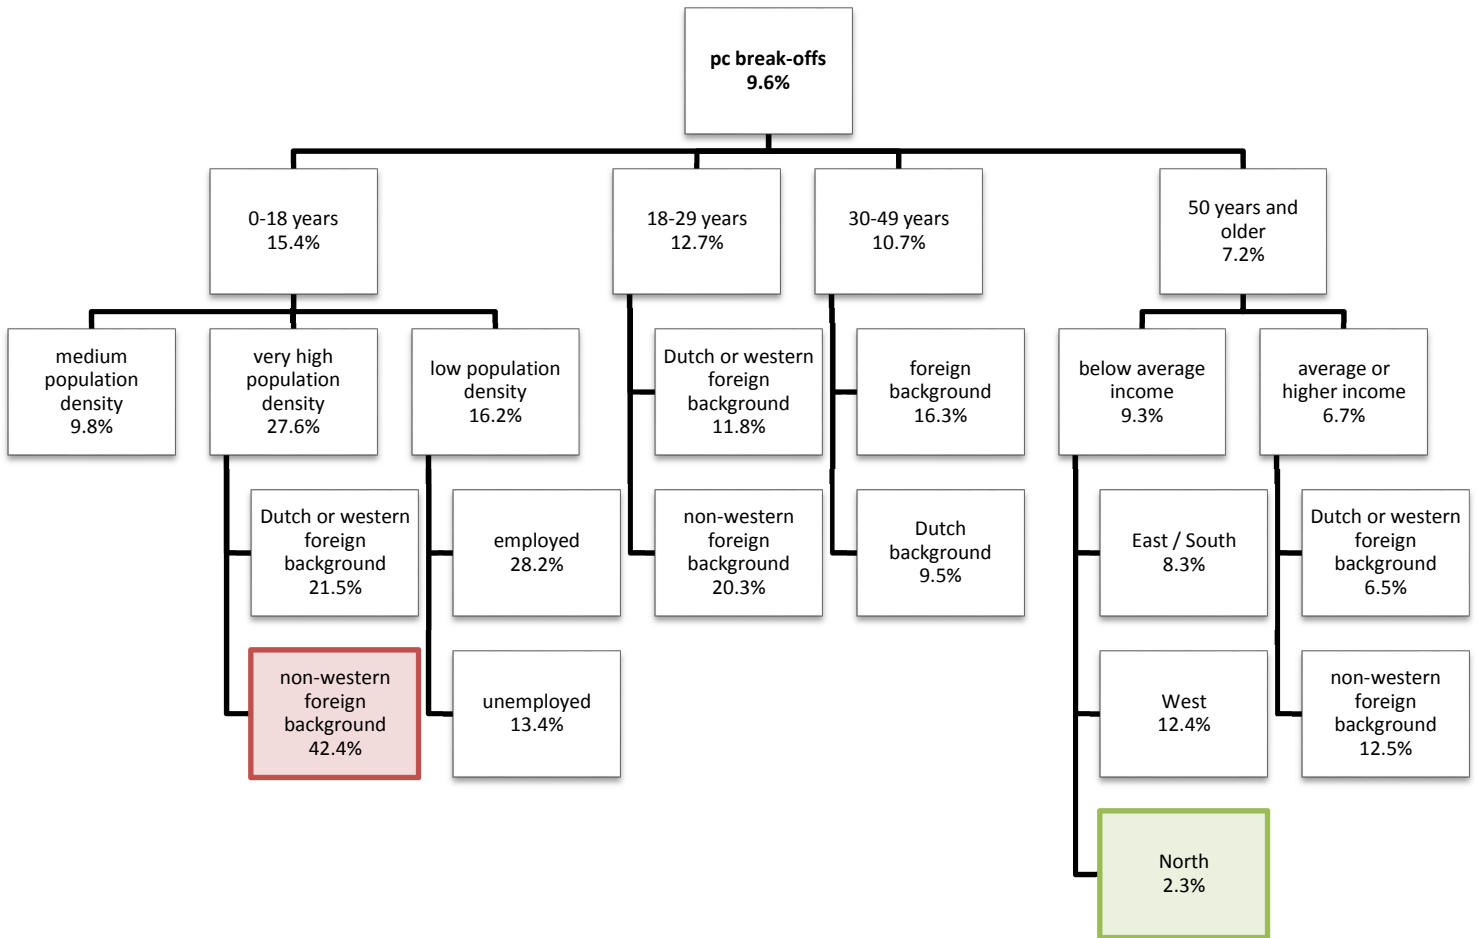 pc break-offs
9.6%
0-18 years
15.4%
18-29 years
12.7%
30-49 years
10.7%
50 years and
older
7.2%
medium
population
density
9.8%
very high
population
density
27.6%
low population
density
16.2%
Dutch or western
foreign
background
11.8%
foreign
background
16.3%
below average
income
9.3%
average or
higher income
6.7%
Dutch or western
foreign
background
21.5%
employed
28.2%
non-western
foreign
background
20.3%
Dutch
background
9.5%
East / South
8.3%
Dutch or western
foreign
background
6.5%
non-western
foreign
background
42.4%
unemployed
13.4%
West
12.4%
non-western
foreign
background
12.5%
North
2.3%